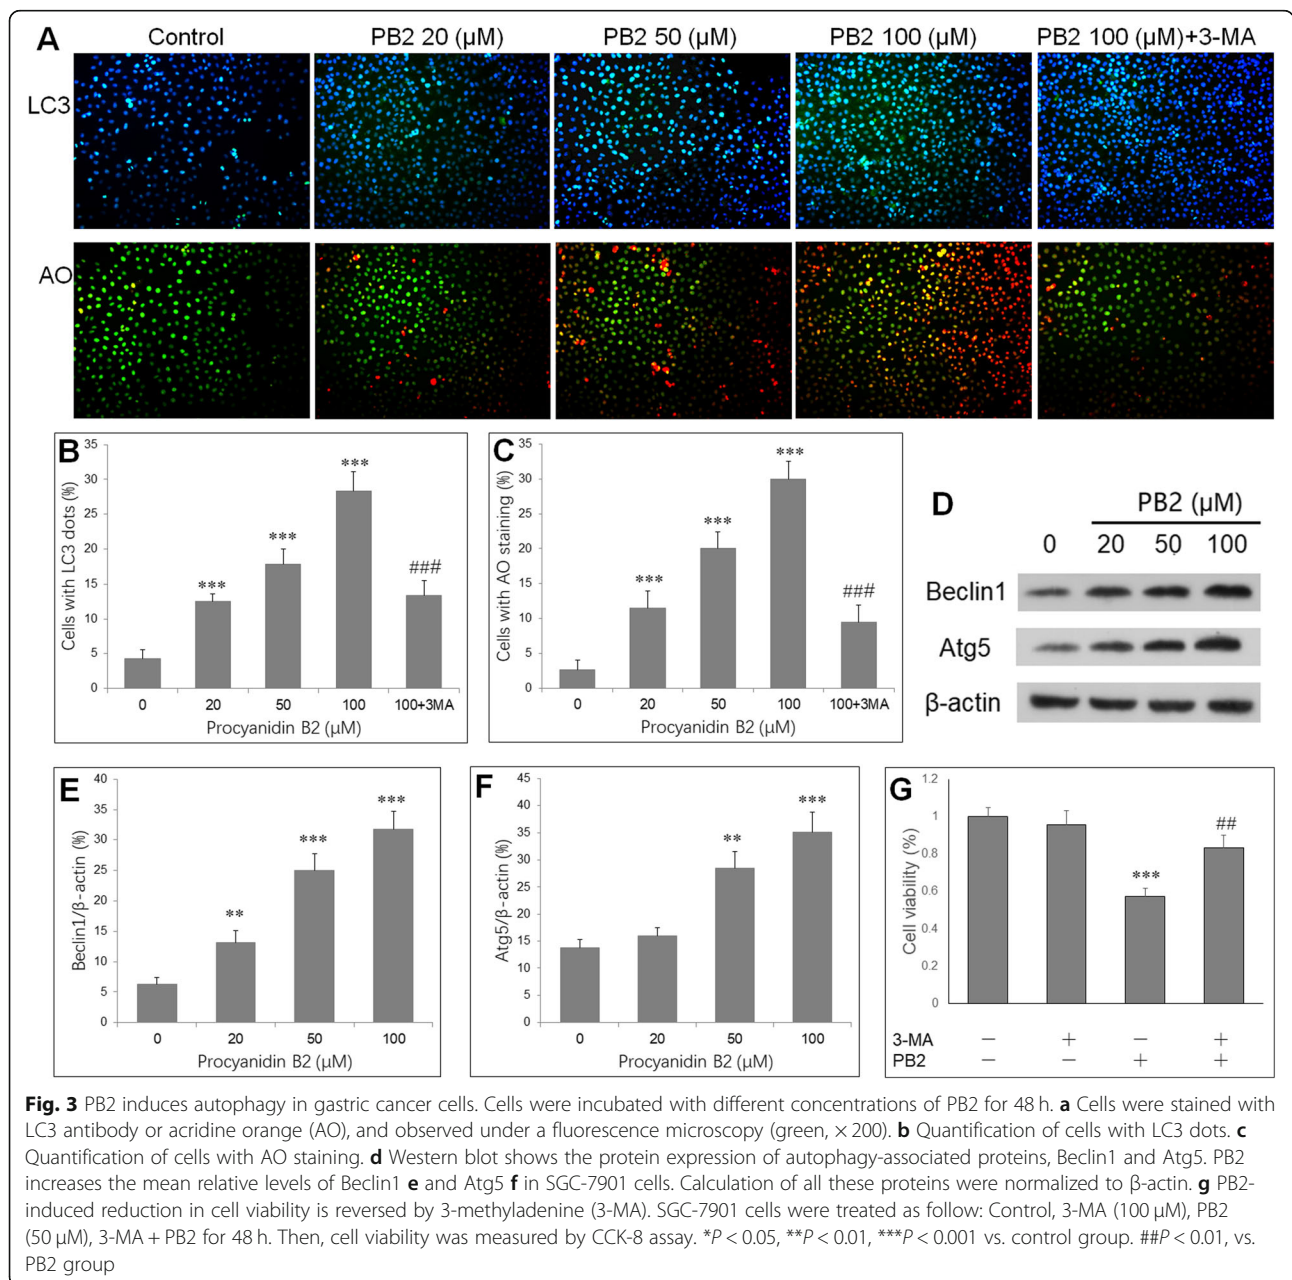 A
Control
PB2 20 (μM)
PB2 50 (μM)
PB2 100 (μM)
PB2 100 (μM)+3-MA
LC3
AO
B
Cells with LC3 dots (%)
35
30
25
20
15
10
5
0
***
***
***
###
0 20 50 100 100+3MA
Procyanidin B2 (μM)
C
Cells with AO staining (%)
35
30
25
20
15
10
5
0
***
***
***
###
0 20 50 100 100+3MA
Procyanidin B2 (μM)
D
PB2 (μM)
0 20 50 100
Beclin1
Atg5
β-actin
E
Beclin1/β-actin (%)
40
35
30
25
20
15
10
5
0
**
***
***
0 20 50 100
Procyanidin B2 (μM)
F
Atg5/β-actin (%)
45
40
35
30
25
20
15
10
5
0
**
***
0 20 50 100
Procyanidin B2 (μM)
G
Cell viability (%)
1.2
1
0.8
0.6
0.4
0.2
0
***
##
3-MA − + − +
PB2 − − + +
Fig. 3 PB2 induces autophagy in gastric cancer cells. Cells were incubated with different concentrations of PB2 for 48 h. a Cells were stained with
LC3 antibody or acridine orange (AO), and observed under a fluorescence microscopy (green, × 200). b Quantification of cells with LC3 dots. c
Quantification of cells with AO staining. d Western blot shows the protein expression of autophagy-associated proteins, Beclin1 and Atg5. PB2
increases the mean relative levels of Beclin1 e and Atg5 f in SGC-7901 cells. Calculation of all these proteins were normalized to β-actin. g PB2-
induced reduction in cell viability is reversed by 3-methyladenine (3-MA). SGC-7901 cells were treated as follow: Control, 3-MA (100 μM), PB2
(50 μM), 3-MA + PB2 for 48 h. Then, cell viability was measured by CCK-8 assay. *P < 0.05, **P < 0.01, ***P < 0.001 vs. control group. ##P < 0.01, vs.
PB2 group